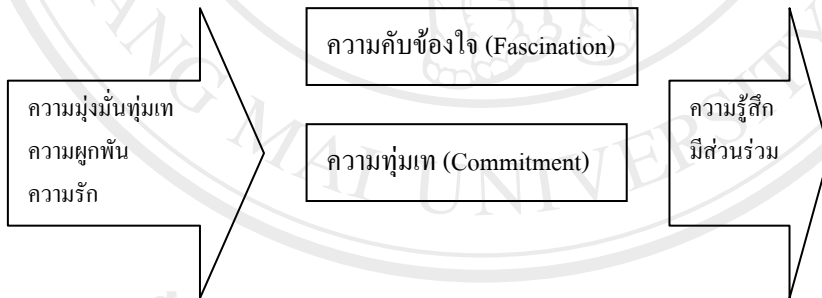 ความคับข้องใจ (Fascination)
ความมุ่งมั่นทุ่มเท
ความผูกพัน
ความรัก
ความทุ่มเท (Commitment)
ความรู้สึก
มีส่วนร่วม
ANG MAI UNIVERSITY